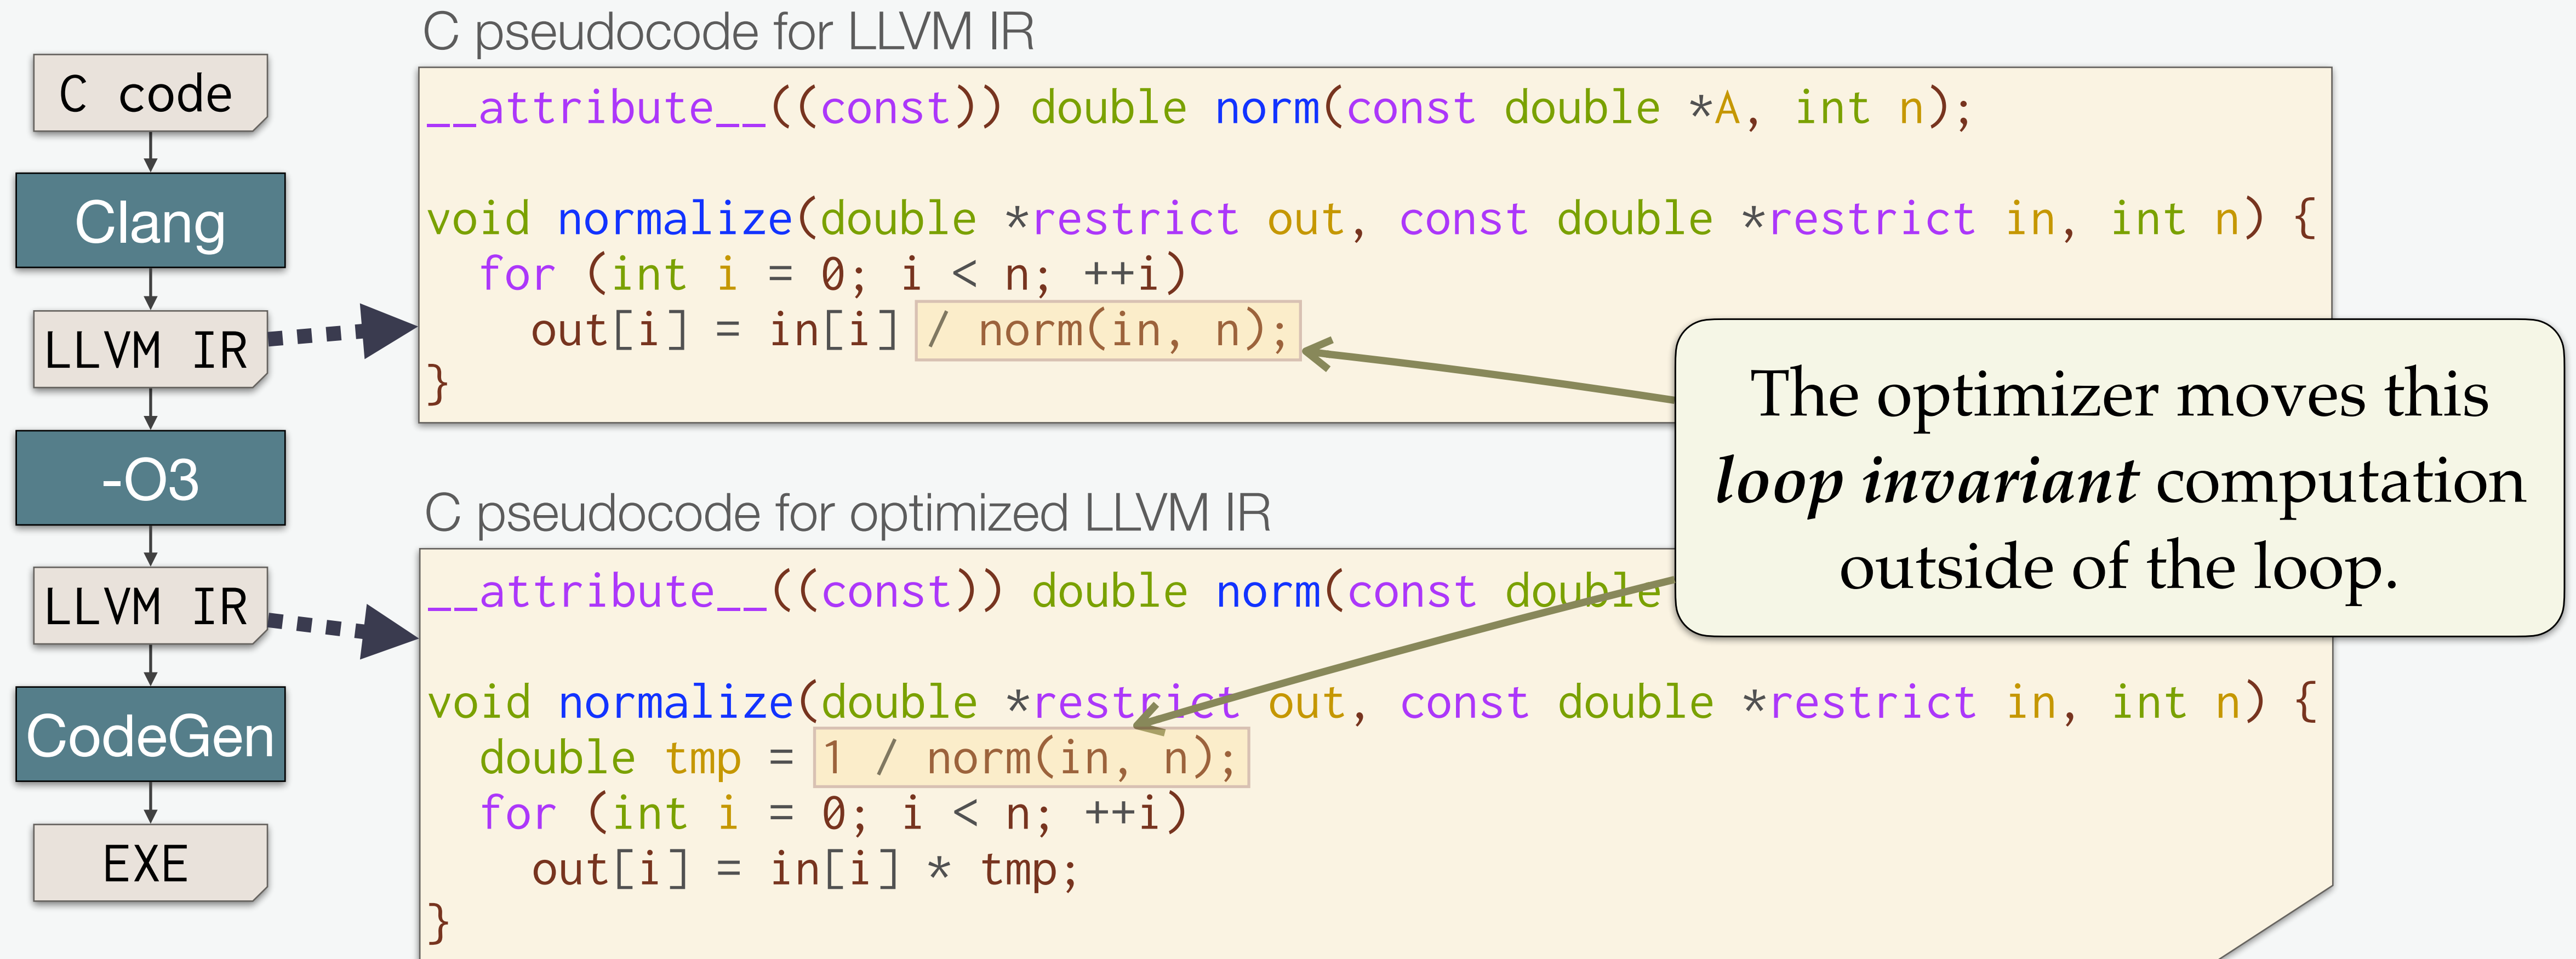 C code
Clang
LLVM IR
-O3
LLVM IR
CodeGen
EXE
C pseudocode for LLVM IR
__attribute__((const)) double norm(const double *A, int n);
void normalize(double *restrict out, const double *restrict in, int n) {
for (int i = 0; i < n; ++i)
out[i] = in[i] / norm(in, n);
}
The optimizer moves this
loop invariant computation
outside of the loop.
C pseudocode for optimized LLVM IR
__attribute__((const)) double norm(const double
void normalize(double *restrict out, const double *restrict in, int n) {
double tmp = 1 / norm(in, n);
for (int i = 0; i < n; ++i)
out[i] = in[i] * tmp;
}